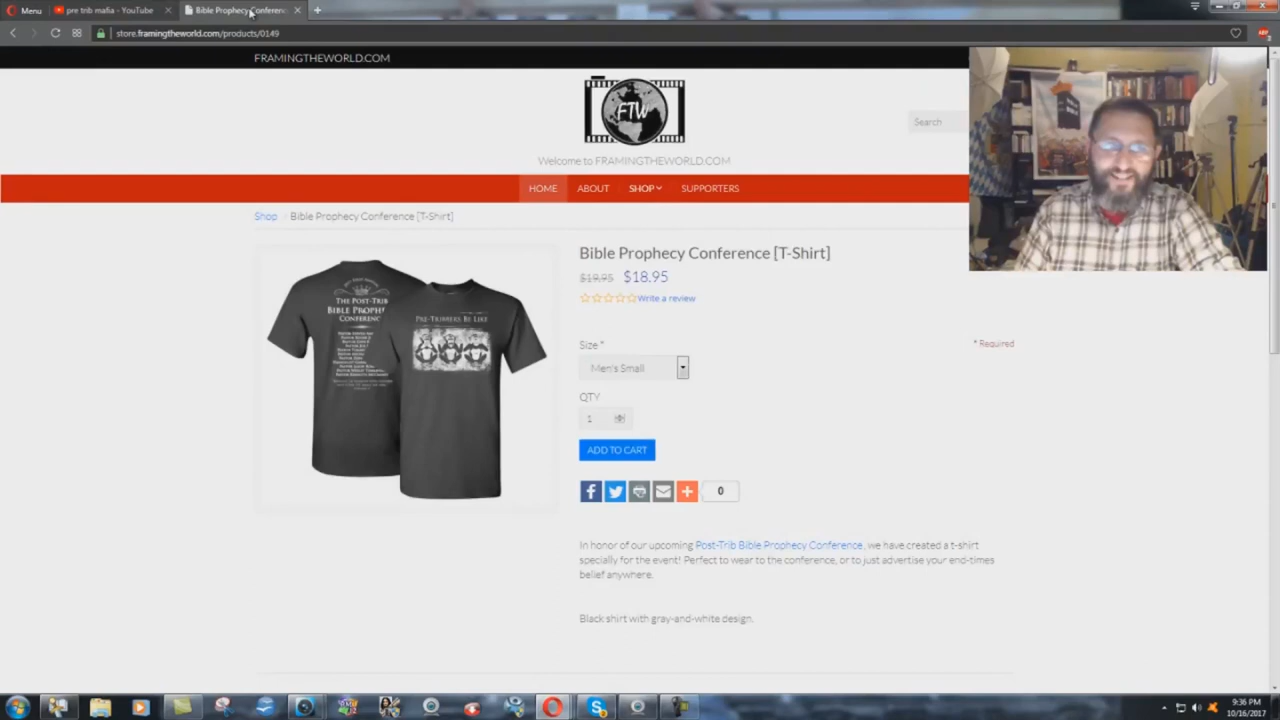 Menu
pre trib mafia - YouTube
Bible Prophecy Conferenc
store.framingtheworld.com/products/0149
FRAMINGTHEWORLD.COM
FTW
Search
Welcome to FRAMINGTHEWORLD.COM
HOME ABOUT SHOP SUPPORTERS
Shop Bible Prophecy Conference [T-Shirt]
Bible Prophecy Conference [T-Shirt]
$19.95 $18.95
Write a review
THE POST-TRIB
BIBLE PROPHE
CONFERENC
PRE-TRIBBERS BE LIKE
Size *
* Required
Men's Small
QTY
1
ADD TO CART
0
In honor of our upcoming Post-Trib Bible Prophecy Conference, we have created a t-shirt
specially for the event! Perfect to wear to the conference, or to just advertise your end-times
belief anywhere.
Black shirt with gray-and-white design.
9:36 PM
10/16/2017